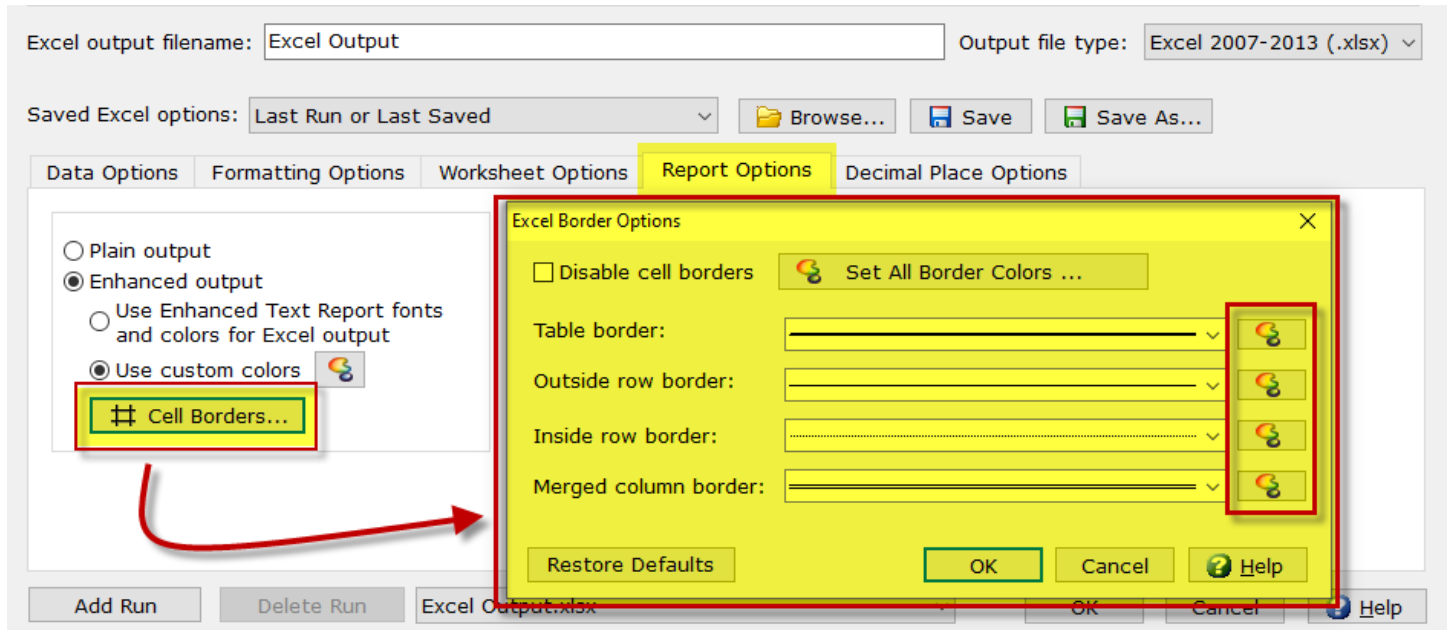 Excel output filename: Excel Output Output file type: Excel 2007-2013 (.xlsx)
Saved Excel options: Last Run or Last Saved Browse... Save Save As...
Data Options Formatting Options Worksheet Options Report Options Decimal Place Options
Plain output
Enhanced output
Use Enhanced Text Report fonts
and colors for Excel output
Use custom colors
Cell Borders...
Excel Border Options
Disable cell borders Set All Border Colors ...
Table border:
Outside row border:
Inside row border:
Merged column border:
Restore Defaults OK Cancel Help
Add Run Delete Run Excel Output.xlsx OK Cancel Help